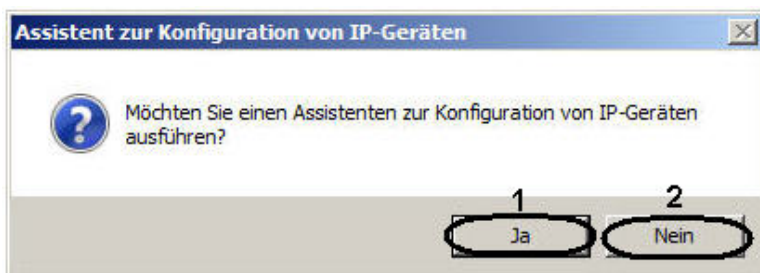 Assistent zur Konfiguration von IP-Geräten
Möchten Sie einen Assistenten zur Konfiguration von IP-Geräten
ausführen?
1 2
Ja Nein